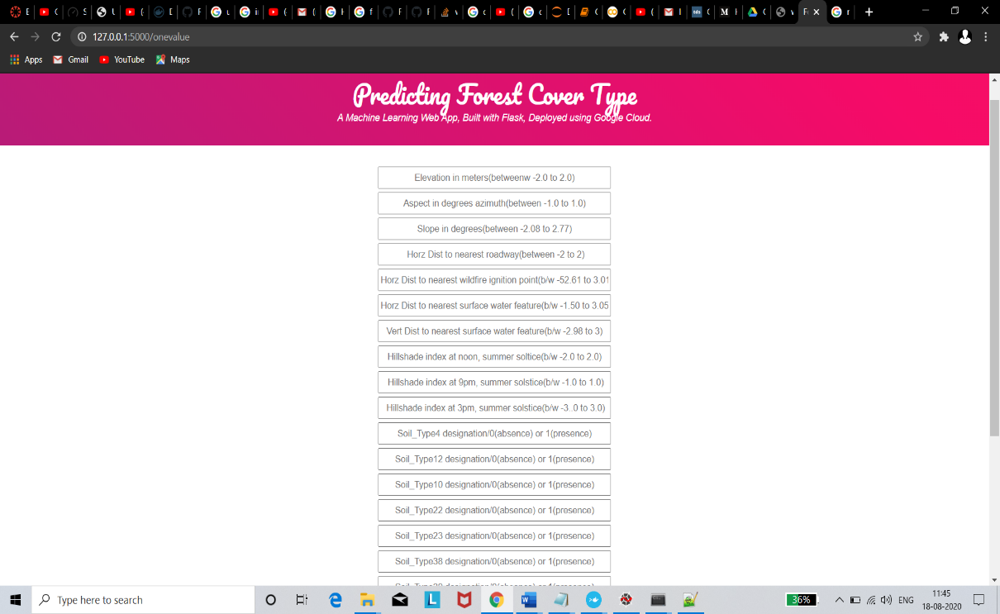 127.0.0.1:5000/onevalue
Apps Gmail YouTube Maps
Predicting Forest Cover Type
A Machine Learning Web App, Built with Flask, Deployed using Google Cloud.
Elevation in meters(betweenw -2.0 to 2.0)
Aspect in degrees azimuth(between -1.0 to 1.0)
Slope in degrees(between -2.08 to 2.77)
Horz Dist to nearest roadway(between -2 to 2)
Horz Dist to nearest wildfire ignition point(b/w -52.61 to 3.01
Horz Dist to nearest surface water feature(b/w -1.50 to 3.05
Vert Dist to nearest surface water feature(b/w -2.98 to 3)
Hillshade index at noon, summer soltice(b/w -2.0 to 2.0)
Hillshade index at 9pm, summer solstice(b/w -1.0 to 1.0)
Hillshade index at 3pm, summer solstice(b/w -3..0 to 3.0)
Soil_Type4 designation/0(absence) or 1(presence)
Soil_Type12 designation/0(absence) or 1(presence)
Soil_Type10 designation/0(absence) or 1(presence)
Soil_Type22 designation/0(absence) or 1(presence)
Soil_Type23 designation/0(absence) or 1(presence)
Soil_Type38 designation/0(absence) or 1(presence)
Type here to search
36%
ENG
11:45
18-08-2020